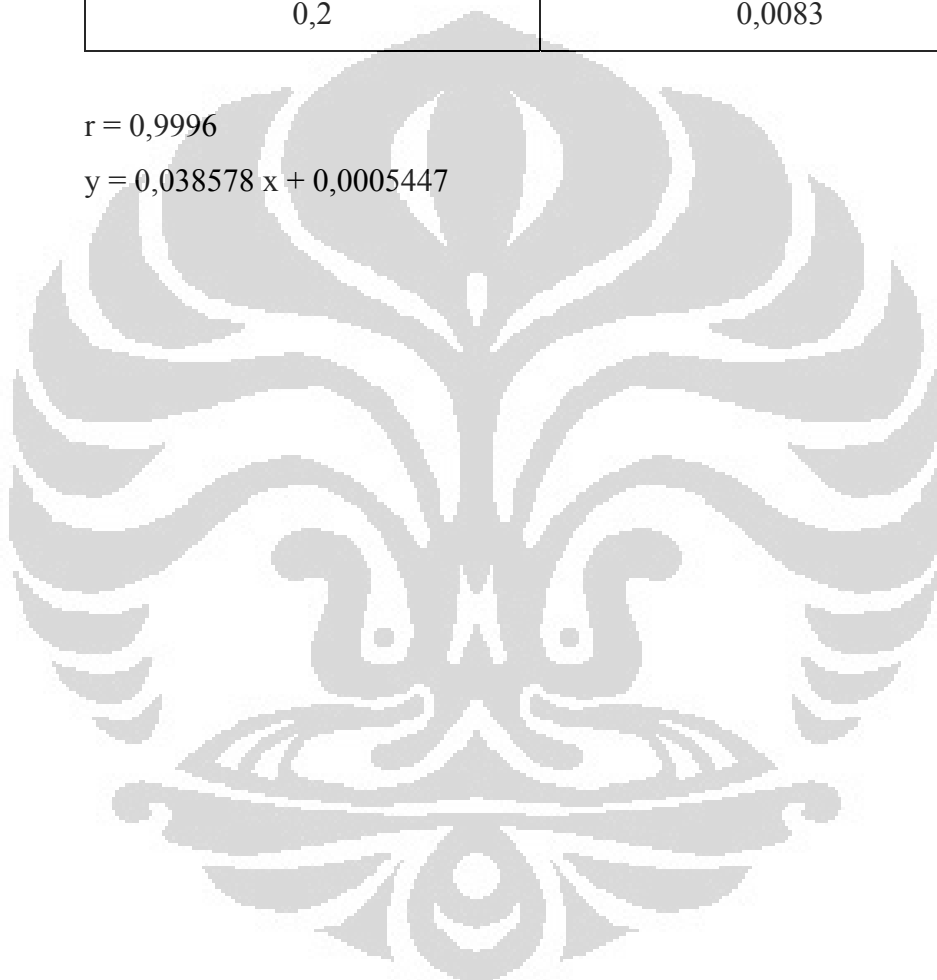 0,2 0,0083
r = 0,9996
y = 0,038578 x + 0,0005447